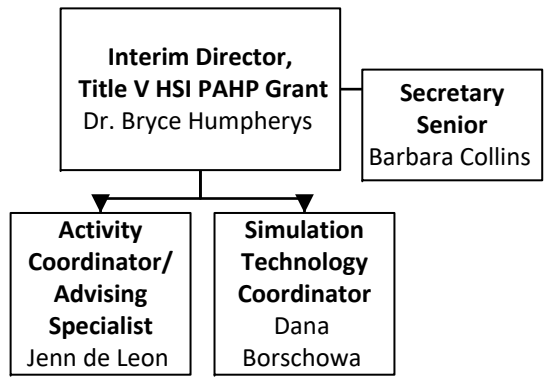 Interim Director,
Title V HSI PAHP Grant
Dr. Bryce Humpherys
Secretary
Senior
Barbara Collins
Activity
Coordinator/
Advising
Specialist
Jenn de Leon
Simulation
Technology
Coordinator
Dana
Borschowa